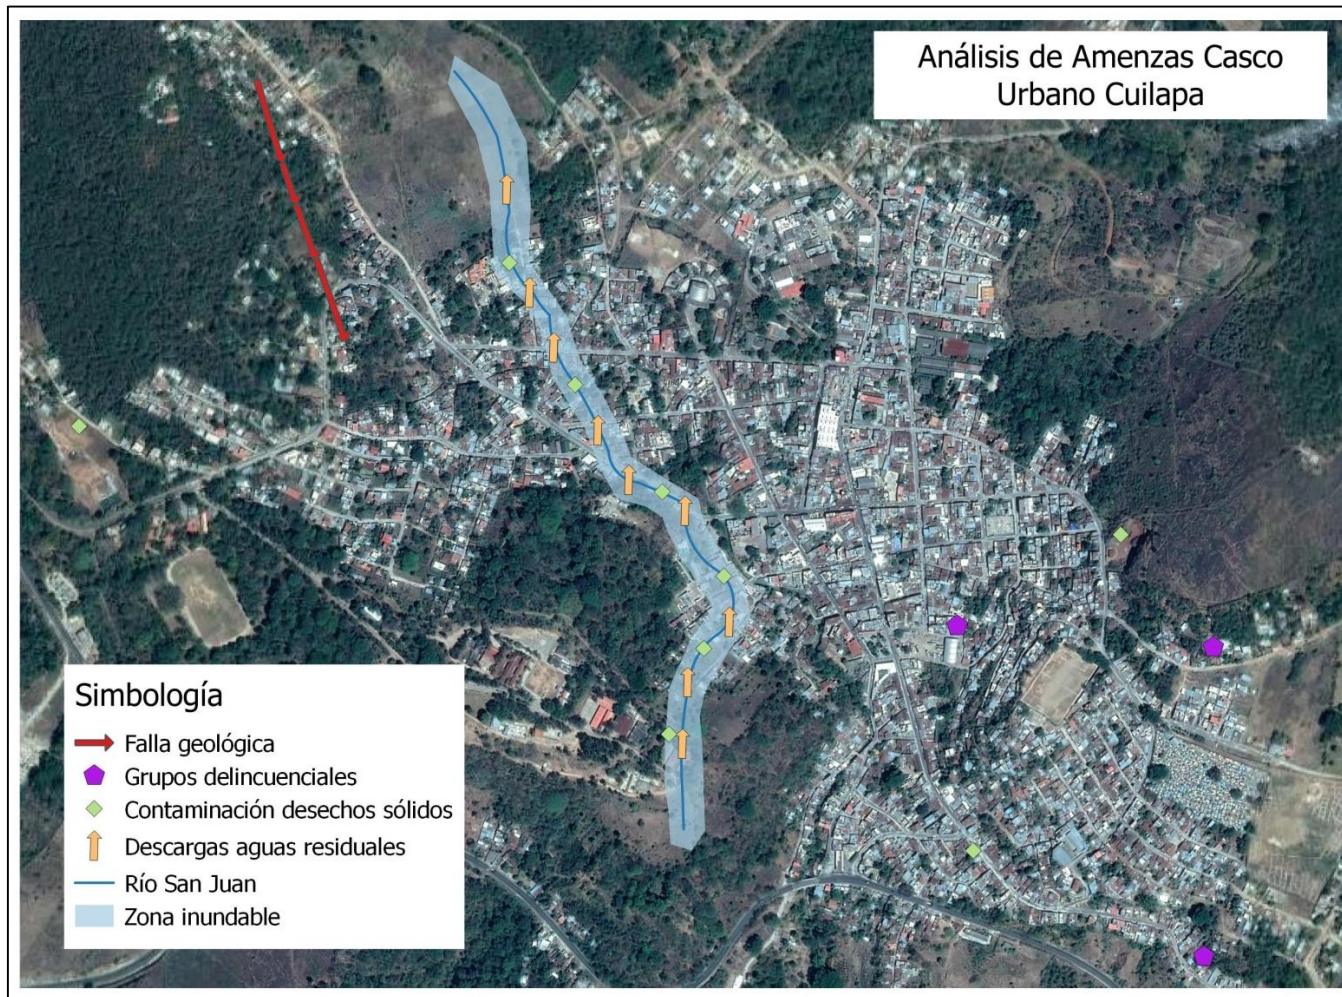 Análisis de Amenzas Casco
Urbano Cuilapa
Simbología
Falla geológica
Grupos delincuenciales
Contaminación desechos sólidos
Descargas aguas residuales
Río San Juan
Zona inundable